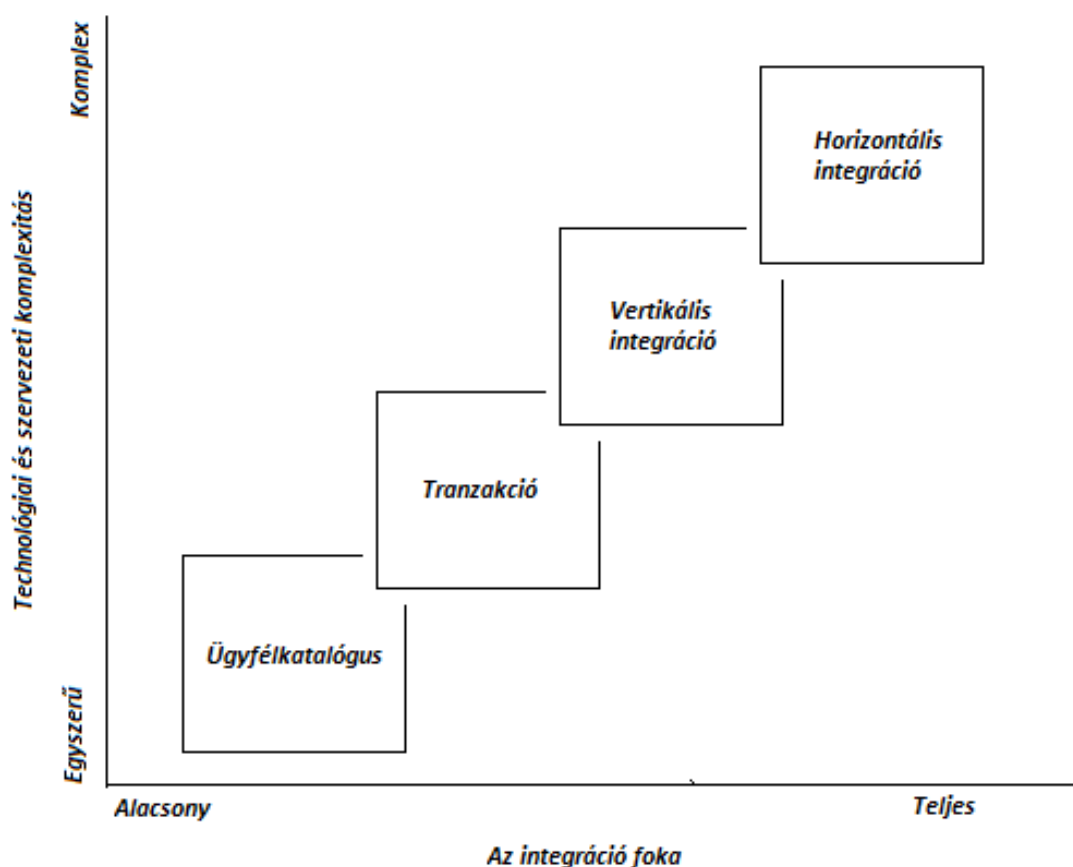 Komplex
Technológiai és szervezeti komplexitás
Egyszerű
Horizontális
integráció
Vertikális
integráció
Tranzakció
Ügyfélkatalógus
Alacsony
Teljes
Az integráció foka